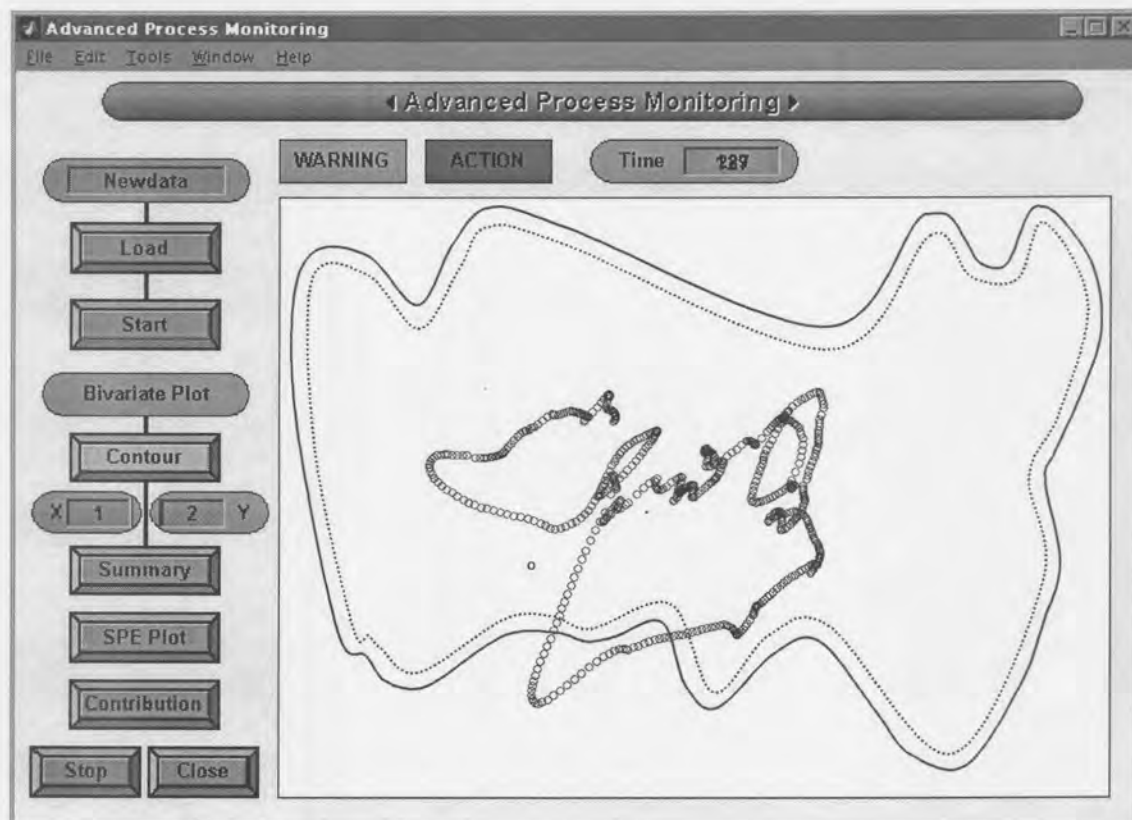 Advanced Process Monitoring
File Edit Tools Window Help
Advanced Process Monitoring
WARNING ACTION Time
Newdata
Load
Start
Bivariate Plot
Contour
X 1 2 Y
Summary
SPE Plot
Contribution
Stop Close